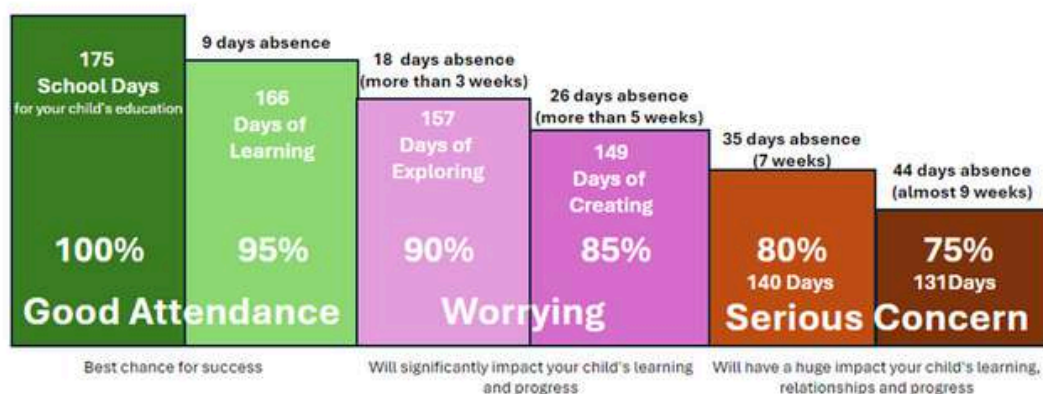 175
School Days
for your child's education
100%
9 days absence
166
Days of
Learning
95%
Good Attendance
Best chance for success
18 days absence
(more than 3 weeks)
157
Days of
Exploring
90%
26 days absence
(more than 5 weeks)
149
Days of
Creating
85%
Worrying
Will significantly impact your child's learning
and progress
35 days absence
(7 weeks)
80%
140 Days
44 days absence
(almost 9 weeks)
75%
131Days
Serious Concern
Will have a huge impact your child's learning,
relationships and progress